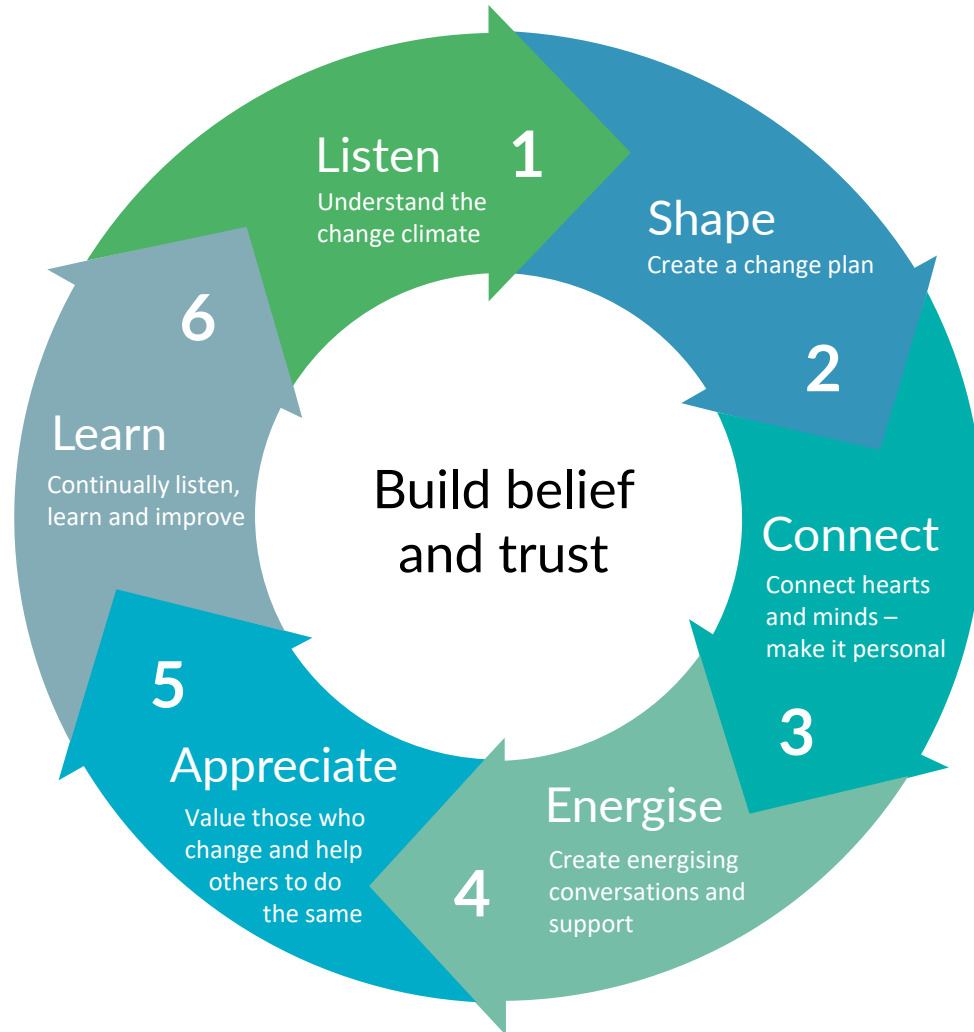 Listen
1
Understand the
change climate
Shape
Create a change plan
2
Connect
Connect hearts
and minds –
make it personal
3
Energise
Create energising
conversations and
support
4
Appreciate
Value those who
change and help
others to do
the same
5
Learn
Continually listen,
learn and improve
6
Build belief
and trust